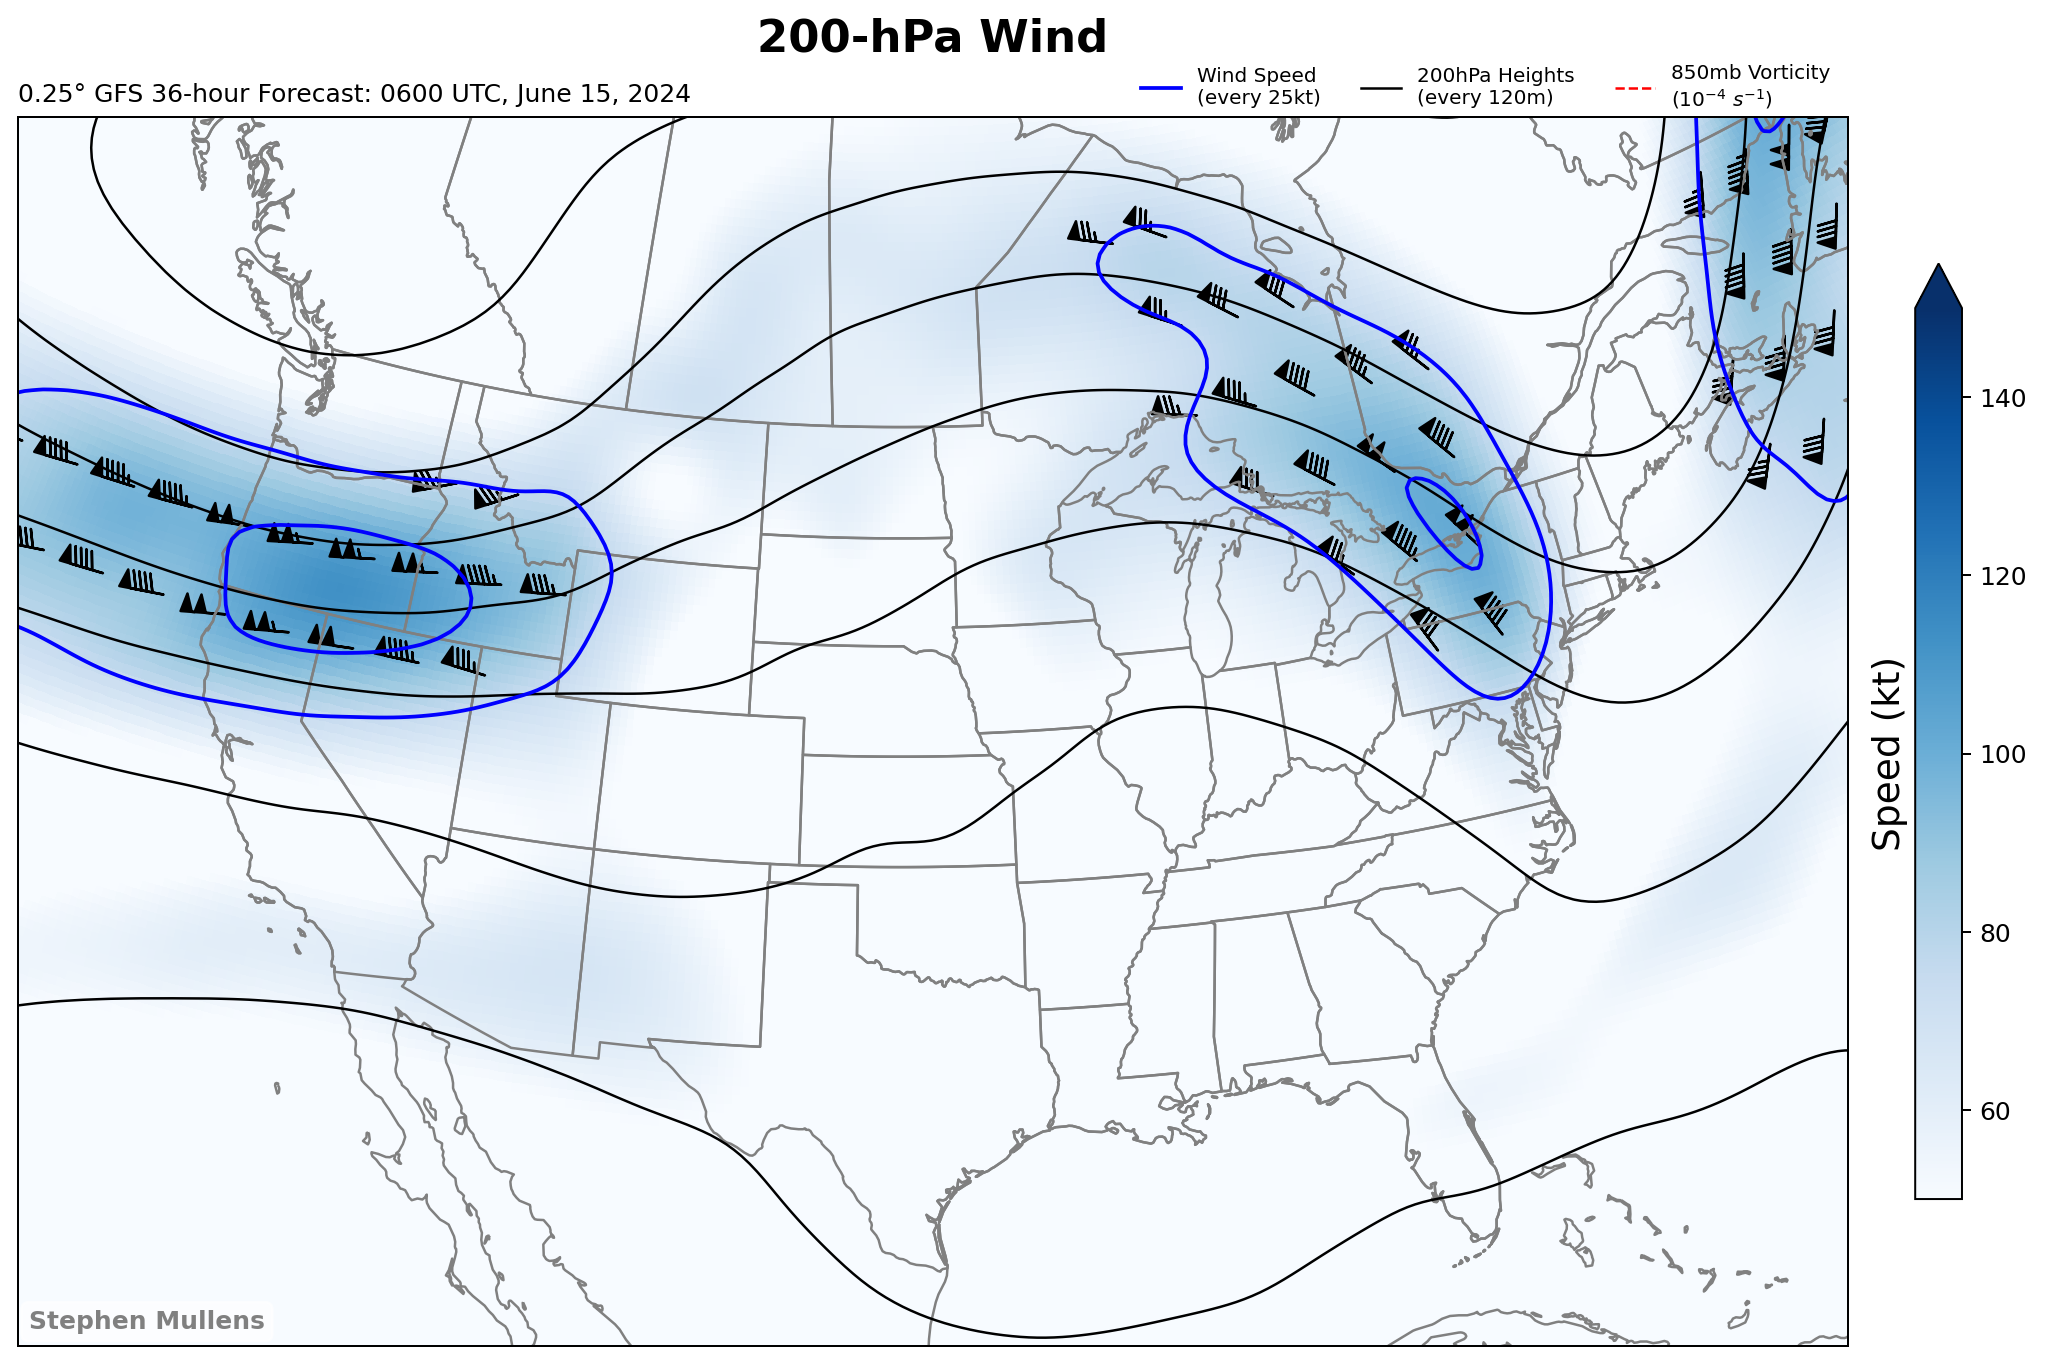 200-hPa Wind
0.25° GFS 36-hour Forecast: 0600 UTC, June 15, 2024
Wind Speed
(every 25kt)
200hPa Heights
(every 120m)
850mb Vorticity
(10⁻⁴ s⁻¹)
140
120
100
80
60
Speed (kt)
Stephen Mullens